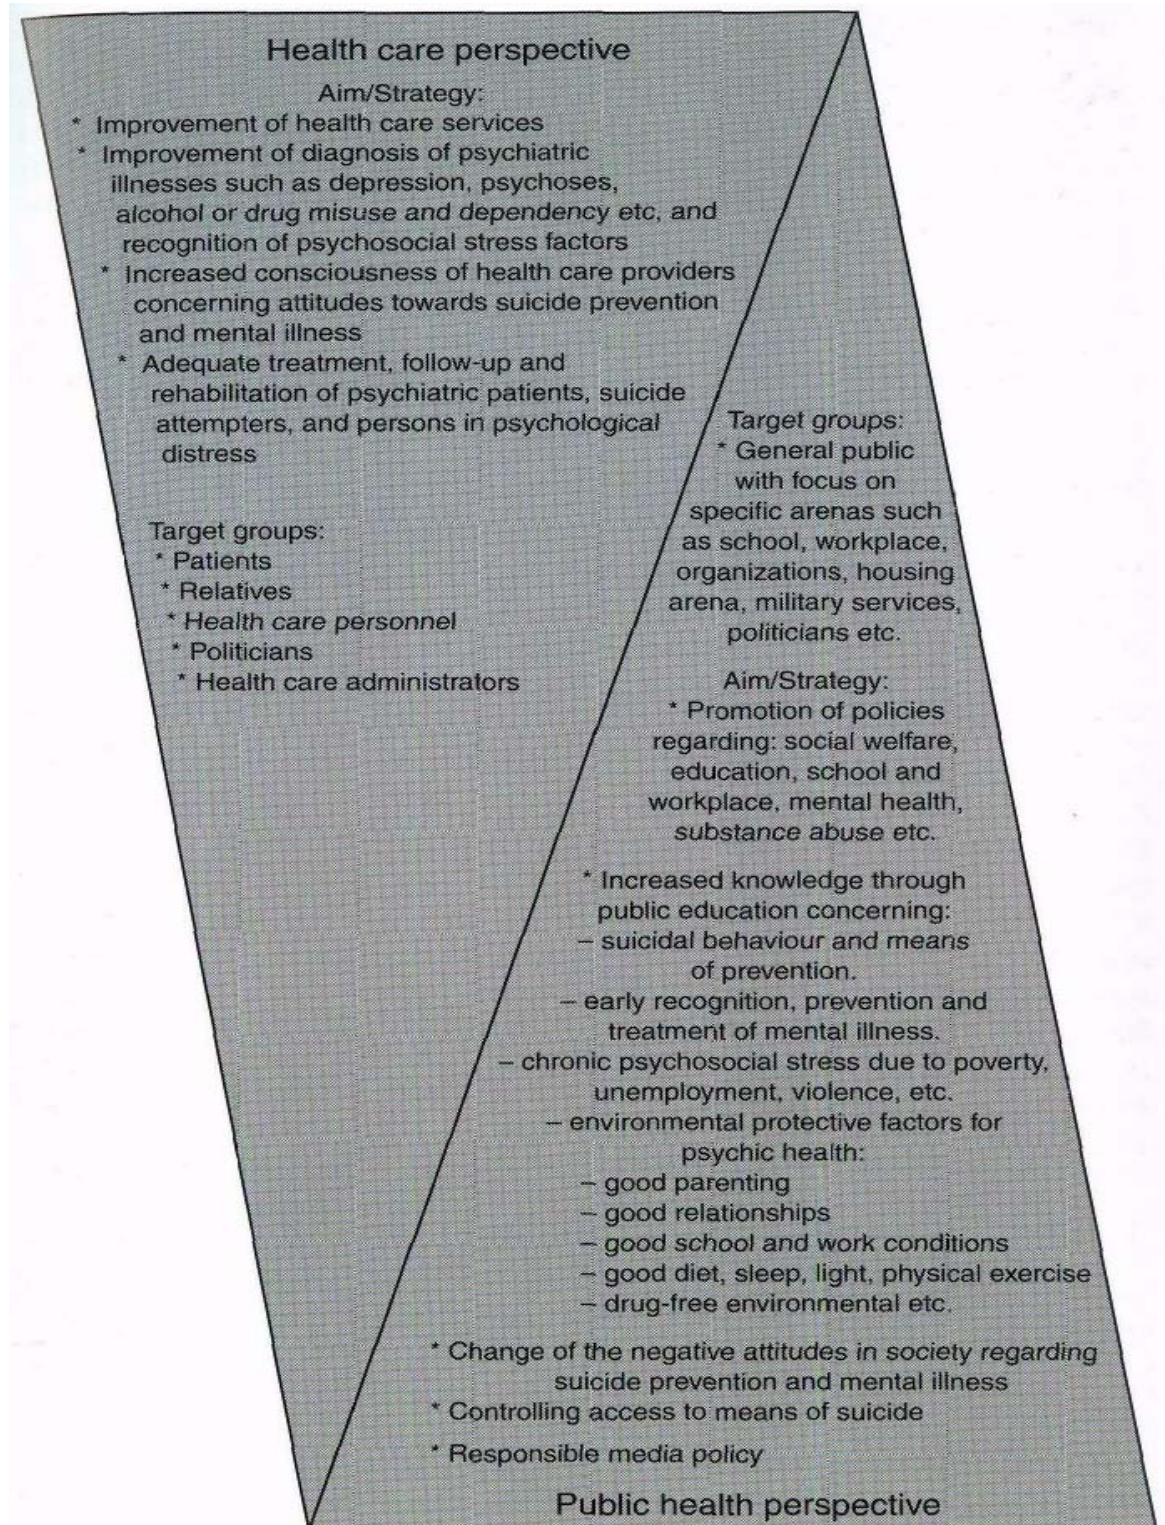 Health care perspective
Aim/Strategy:
* Improvement of health care services
* Improvement of diagnosis of psychiatric
illnesses such as depression, psychoses,
alcohol or drug misuse and dependency etc, and
recognition of psychosocial stress factors
* Increased consciousness of health care providers
concerning attitudes towards suicide prevention
and mental illness
* Adequate treatment, follow-up and
rehabilitation of psychiatric patients, suicide
attempters, and persons in psychological
distress
Target groups:
* Patients
* Relatives
* Health care personnel
* Politicians
* Health care administrators
Target groups:
* General public
with focus on
specific arenas such
as school, workplace,
organizations, housing
arena, military services,
politicians etc.
Aim/Strategy:
* Promotion of policies
regarding: social welfare,
education, school and
workplace, mental health,
substance abuse etc.
* Increased knowledge through
public education concerning:
– suicidal behaviour and means
of prevention.
– early recognition, prevention and
treatment of mental illness.
– chronic psychosocial stress due to poverty,
unemployment, violence, etc.
– environmental protective factors for
psychic health:
– good parenting
– good relationships
– good school and work conditions
– good diet, sleep, light, physical exercise
– drug-free environmental etc.
* Change of the negative attitudes in society regarding
suicide prevention and mental illness
* Controlling access to means of suicide
* Responsible media policy
Public health perspective